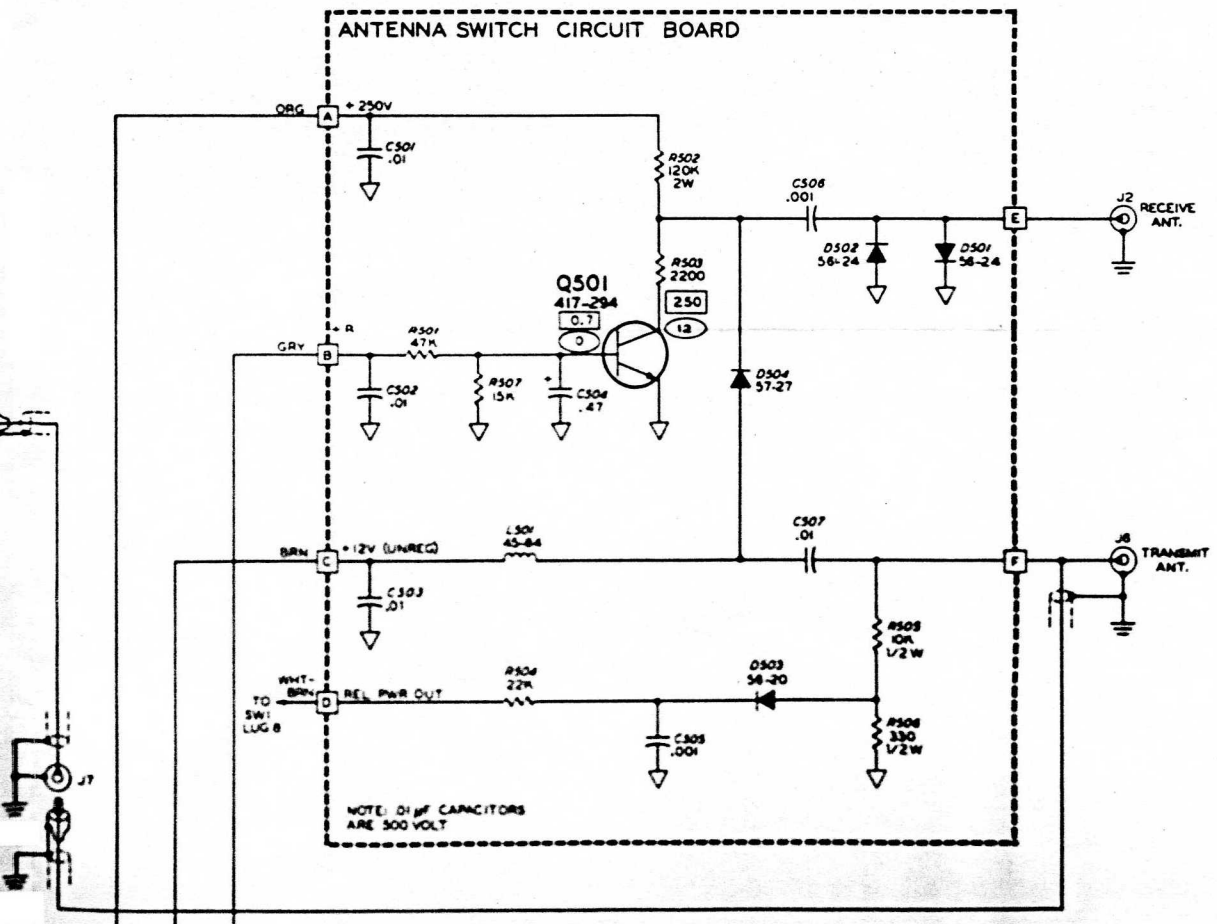 ANTENNA SWITCH CIRCUIT BOARD
ORG
A
+250V
C501
.01
R502
120K
2W
C506
.001
E
J2
RECEIVE
ANT.
D502
56-24
D501
56-24
R503
2200
Q501
417-294
0.7
0
250
12
GRY
B
R501
47K
C502
.01
R507
15K
+
C504
.47
D504
57-27
BRN
C
+12V (UNREG)
L501
45-84
C503
.01
C507
.01
F
J6
TRANSMIT
ANT.
R505
10K
1/2W
WHT-
BRN
TO
SW1
LUG 8
D
REL PWR OUT
R504
22K
D503
56-20
C505
.001
R506
330
1/2W
J7
NOTE: .01 µF CAPACITORS
ARE 500 VOLT